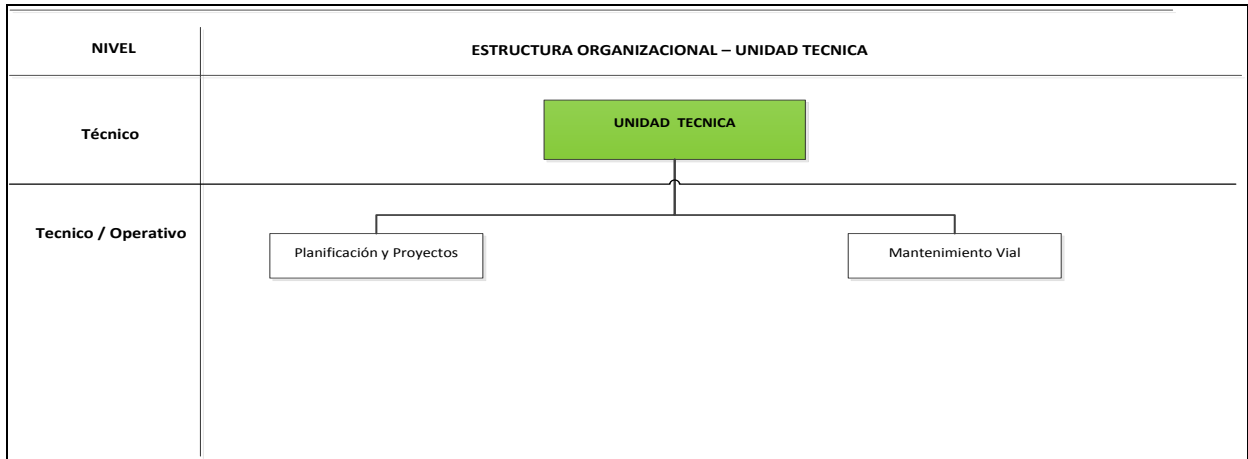 NIVEL
ESTRUCTURA ORGANIZACIONAL – UNIDAD TECNICA
Técnico
UNIDAD TECNICA
Tecnico / Operativo
Planificación y Proyectos
Mantenimiento Vial